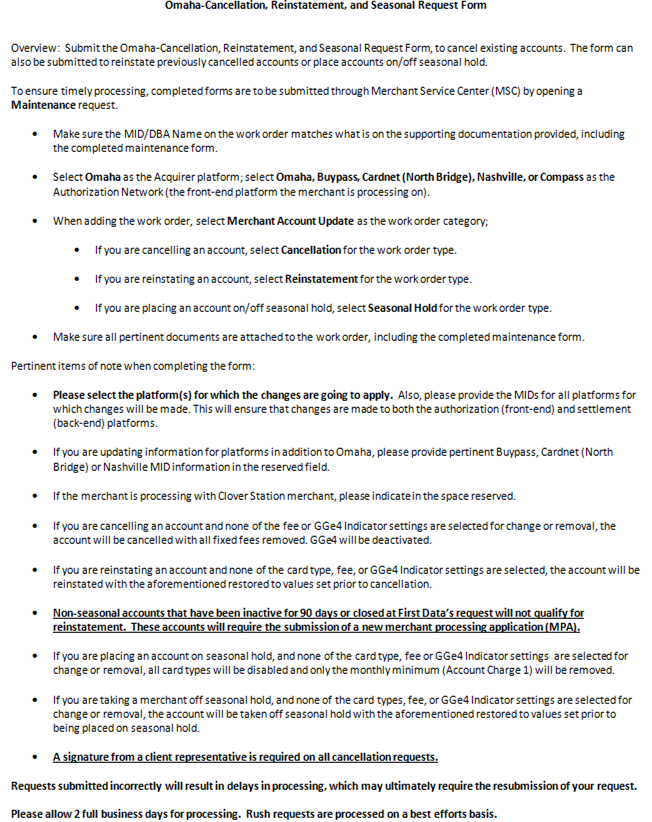 Omaha-Cancellation, Reinstatement, and Seasonal Request Form
Overview: Submit the Omaha-Cancellation, Reinstatement, and Seasonal Request Form, to cancel existing accounts. The form can
also be submitted to reinstate previously cancelled accounts or place accounts on/off seasonal hold.
To ensure timely processing, completed forms are to be submitted through Merchant Service Center (MSC) by opening a
Maintenance request.
• Make sure the MID/DBA Name on the work order matches what is on the supporting documentation provided, including
the completed maintenance form.
• Select Omaha as the Acquirer platform; select Omaha, Buypass, Cardnet (North Bridge), Nashville, or Compass as the
Authorization Network (the front-end platform the merchant is processing on).
• When adding the work order, select Merchant Account Update as the work order category;
• If you are cancelling an account, select Cancellation for the work order type.
• If you are reinstating an account, select Reinstatement for the work order type.
• If you are placing an account on/off seasonal hold, select Seasonal Hold for the work order type.
• Make sure all pertinent documents are attached to the work order, including the completed maintenance form.
Pertinent items of note when completing the form:
• Please select the platform(s) for which the changes are going to apply. Also, please provide the MIDs for all platforms for
which changes will be made. This will ensure that changes are made to both the authorization (front-end) and settlement
(back-end) platforms.
• If you are updating information for platforms in addition to Omaha, please provide pertinent Buypass, Cardnet (North
Bridge) or Nashville MID information in the reserved field.
• If the merchant is processing with Clover Station merchant, please indicate in the space reserved.
• If you are cancelling an account and none of the fee or GGe4 Indicator settings are selected for change or removal, the
account will be cancelled with all fixed fees removed. GGe4 will be deactivated.
• If you are reinstating an account and none of the card type, fee, or GGe4 Indicator settings are selected, the account will be
reinstated with the aforementioned restored to values set prior to cancellation.
• Non-seasonal accounts that have been inactive for 90 days or closed at First Data's request will not qualify for
reinstatement. These accounts will require the submission of a new merchant processing application (MPA).
• If you are placing an account on seasonal hold, and none of the card type, fee or GGe4 Indicator settings are selected for
change or removal, all card types will be disabled and only the monthly minimum (Account Charge 1) will be removed.
• If you are taking a merchant off seasonal hold, and none of the card types, fee, or GGe4 Indicator settings are selected for
change or removal, the account will be taken off seasonal hold with the aforementioned restored to values set prior to
being placed on seasonal hold.
• A signature from a client representative is required on all cancellation requests.
Requests submitted incorrectly will result in delays in processing, which may ultimately require the resubmission of your request.
Please allow 2 full business days for processing. Rush requests are processed on a best efforts basis.